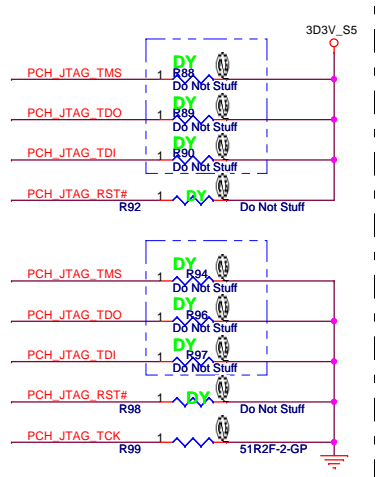 3D3V_S5
DY
PCH_JTAG_TMS 1 R88
Do Not Stuff
DY
PCH_JTAG_TDO 1 R89
Do Not Stuff
DY
PCH_JTAG_TDI 1 R90
Do Not Stuff
PCH_JTAG_RST# 1 DY
R92 Do Not Stuff
DY
PCH_JTAG_TMS 1 R94
Do Not Stuff
DY
PCH_JTAG_TDO 1 R96
Do Not Stuff
DY
PCH_JTAG_TDI 1 R97
Do Not Stuff
PCH_JTAG_RST# 1 DY
R98 Do Not Stuff
PCH_JTAG_TCK 1
R99 51R2F-2-GP